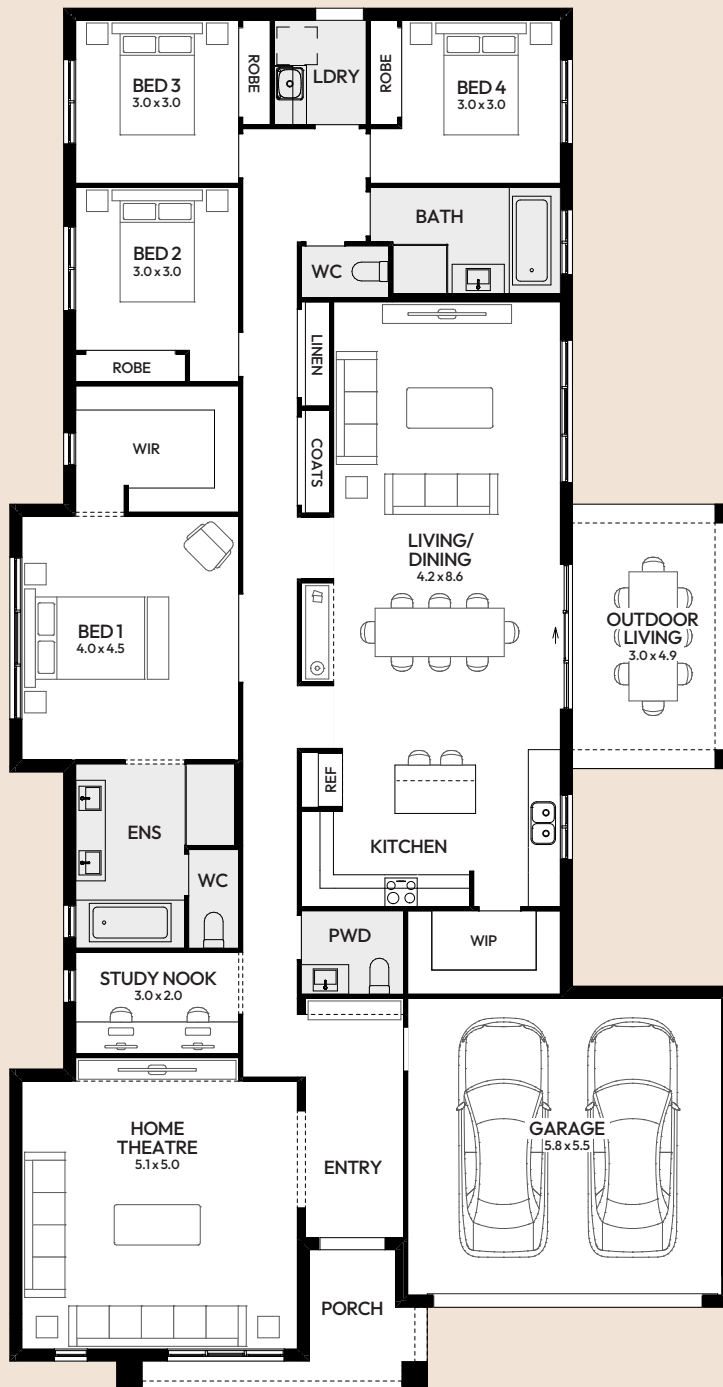 BED 3
3.0 x 3.0
ROBE
LDRY
ROBE
BED 4
3.0 x 3.0
BED 2
3.0 x 3.0
BATH
WC
ROBE
LINEN
WIR
COATS
LIVING/
DINING
4.2 x 8.6
BED 1
4.0 x 4.5
OUTDOOR
LIVING
3.0 x 4.9
REF
ENS
KITCHEN
WC
PWD
WIP
STUDY NOOK
3.0 x 2.0
HOME
THEATRE
5.1 x 5.0
GARAGE
5.8 x 5.5
ENTRY
PORCH